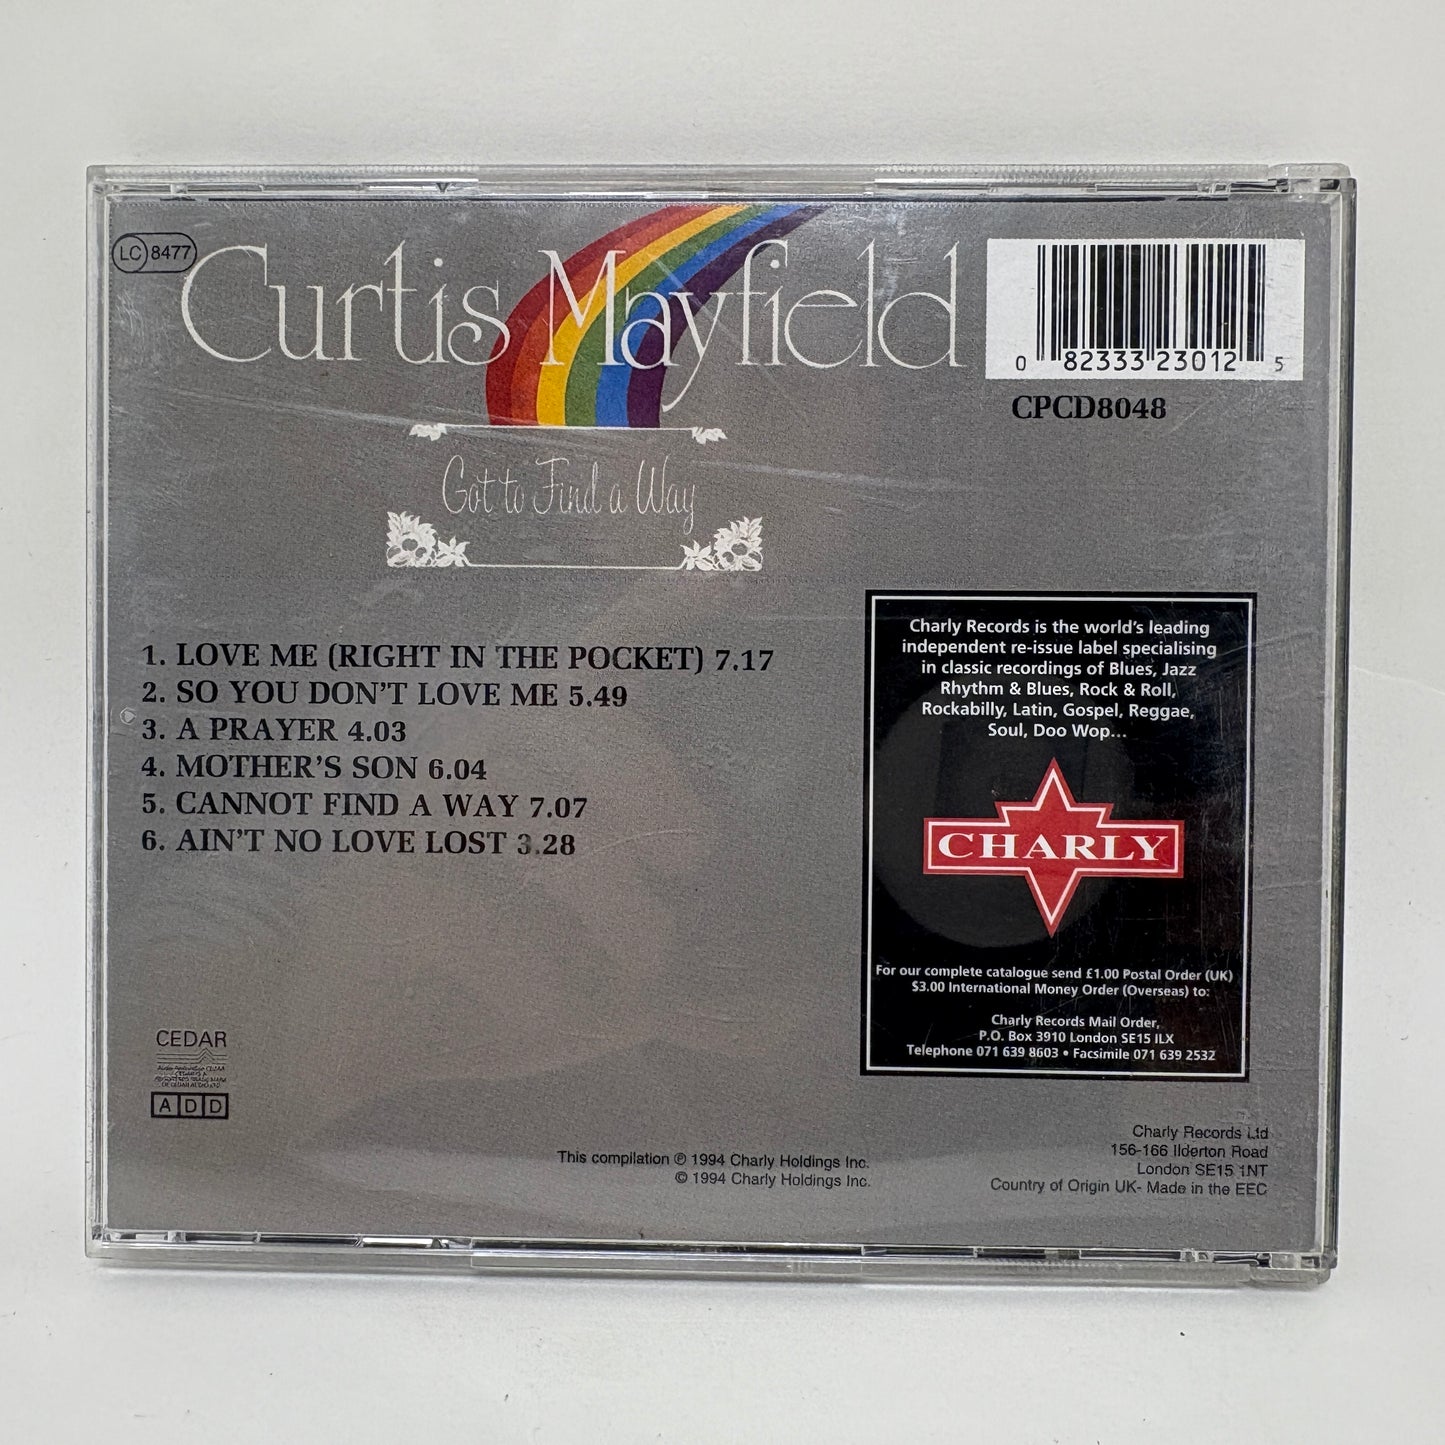 LC 8477
Curtis Mayfield
0 82333 23012 5
CPCD8048
Got to Find a Way
1. LOVE ME (RIGHT IN THE POCKET) 7.17
2. SO YOU DON'T LOVE ME 5.49
3. A PRAYER 4.03
4. MOTHER'S SON 6.04
5. CANNOT FIND A WAY 7.07
6. AIN'T NO LOVE LOST 3.28
Charly Records is the world's leading
independent re-issue label specialising
in classic recordings of Blues, Jazz
Rhythm & Blues, Rock & Roll,
Rockabilly, Latin, Gospel, Reggae,
Soul, Doo Wop...
CHARLY
For our complete catalogue send £1.00 Postal Order (UK)
$3.00 International Money Order (Overseas) to:
Charly Records Mail Order,
P.O. Box 3910 London SE15 1LX
Telephone 071 639 8603 • Facsimile 071 639 2532
CEDAR
ADD
This compilation ℗ 1994 Charly Holdings Inc.
© 1994 Charly Holdings Inc.
Charly Records Ltd
156-166 Ilderton Road
London SE15 1NT
Country of Origin UK- Made in the EEC